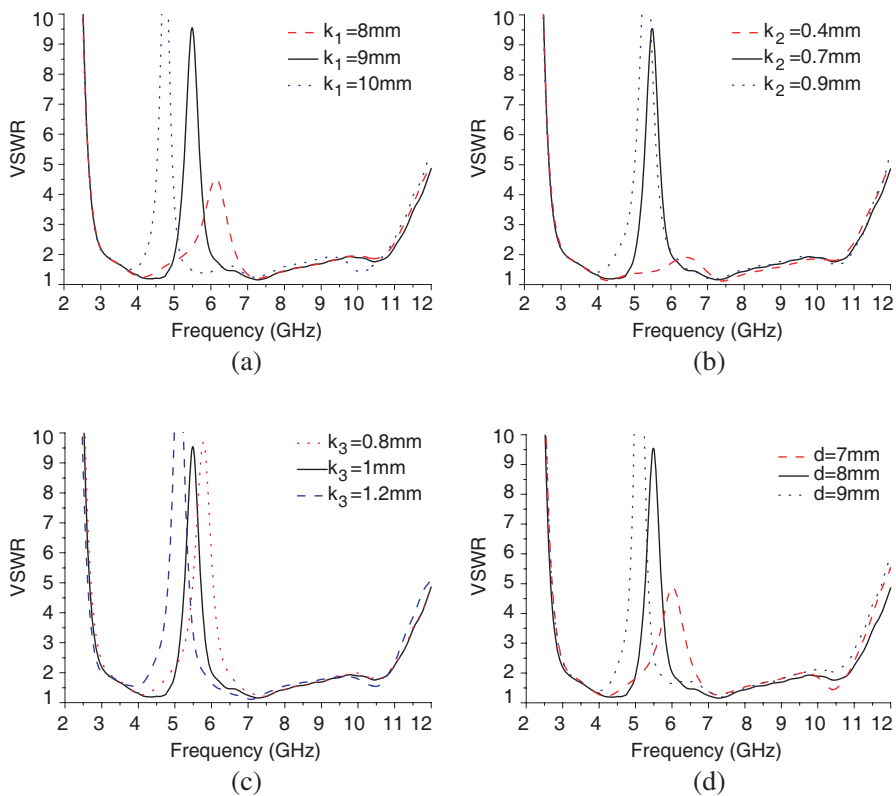 10
9
8
7
6
5
4
3
2
1
VSWR
k₁=8mm
k₁=9mm
k₁=10mm
2 3 4 5 6 7 8 9 10 11 12
Frequency (GHz)
(a)
10
9
8
7
6
5
4
3
2
1
VSWR
k₂=0.4mm
k₂=0.7mm
k₂=0.9mm
2 3 4 5 6 7 8 9 10 11 12
Frequency (GHz)
(b)
10
9
8
7
6
5
4
3
2
1
VSWR
k₃=0.8mm
k₃=1mm
k₃=1.2mm
2 3 4 5 6 7 8 9 10 11 12
Frequency (GHz)
(c)
10
9
8
7
6
5
4
3
2
1
VSWR
d=7mm
d=8mm
d=9mm
2 3 4 5 6 7 8 9 10 11 12
Frequency (GHz)
(d)